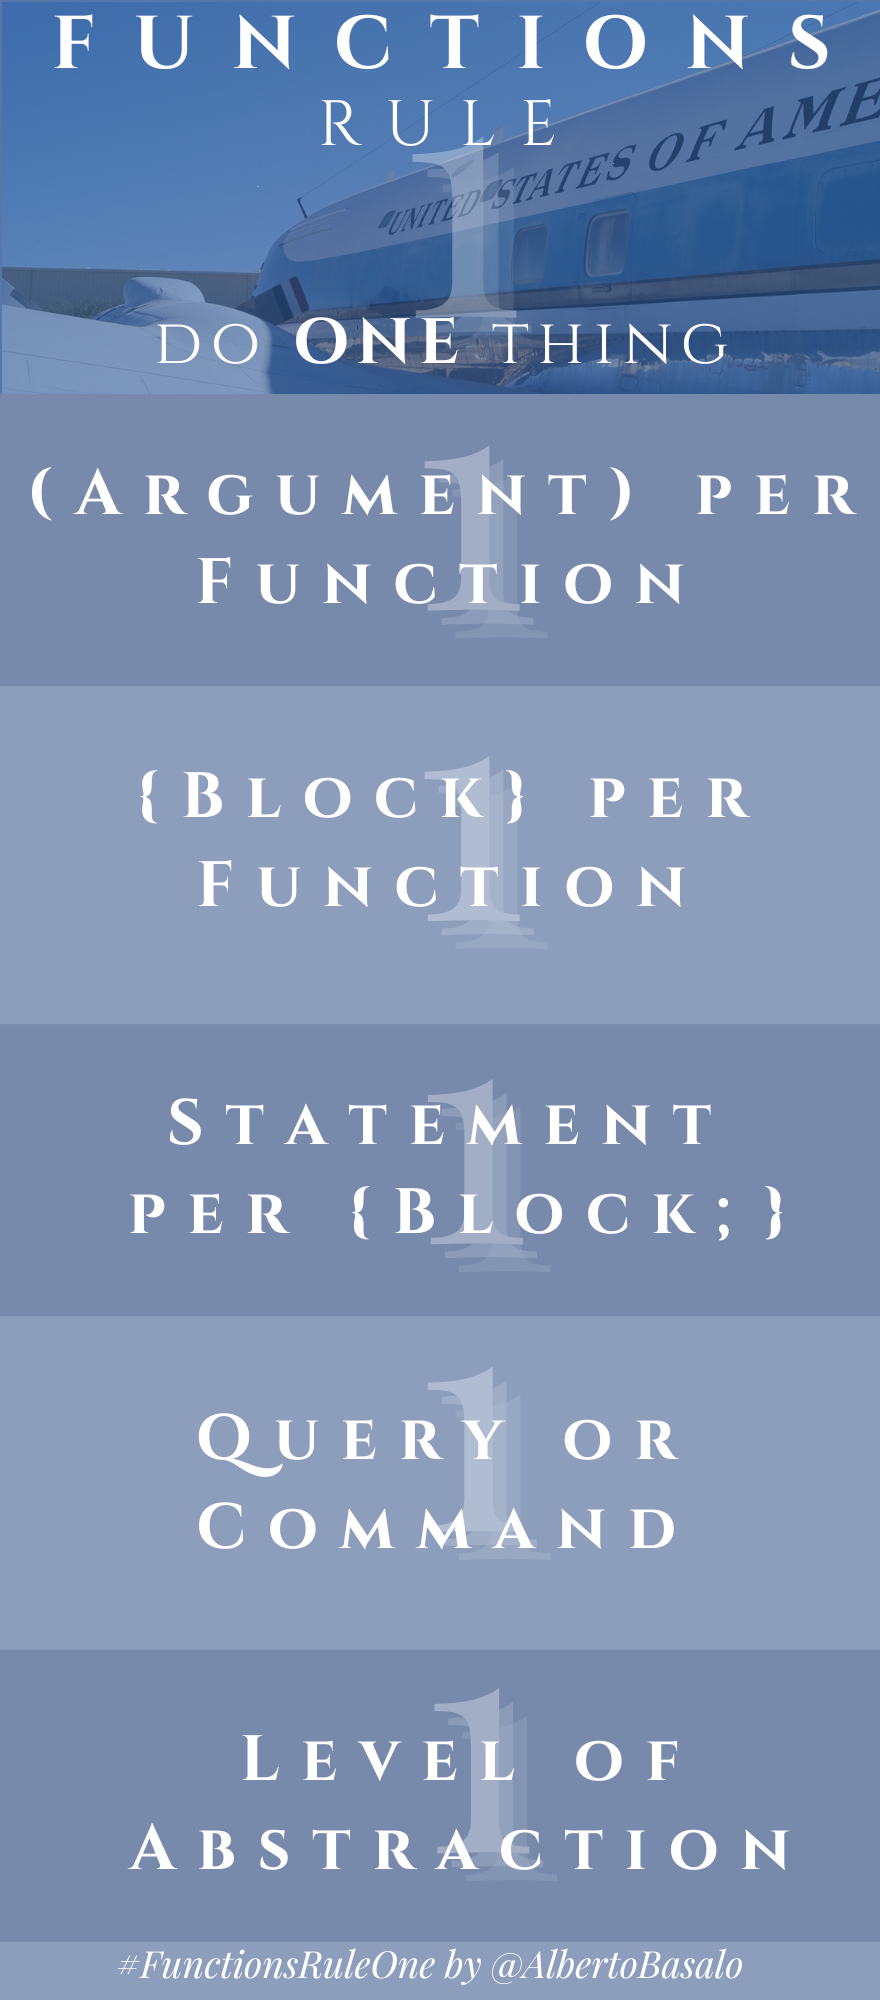 FUNCTIONS
RULE
1
UNITED STATES OF AME
DO ONE THING
1
(Argument) per
Function
1
{Block} per
Function
1
Statement
per {Block;}
1
Query or
Command
1
Level of
Abstraction
#FunctionsRuleOne by @AlbertoBasalo